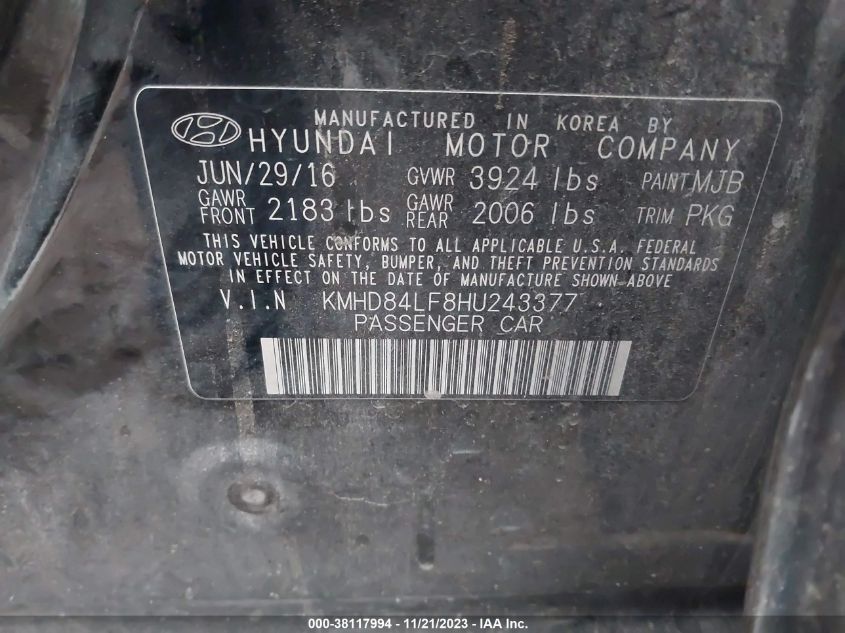 MANUFACTURED IN KOREA BY
HYUNDAI MOTOR COMPANY
JUN/29/16 GVWR 3924 lbs PAINT MJB
GAWR FRONT 2183 lbs GAWR REAR 2006 lbs TRIM PKG
THIS VEHICLE CONFORMS TO ALL APPLICABLE U.S.A. FEDERAL
MOTOR VEHICLE SAFETY, BUMPER, AND THEFT PREVENTION STANDARDS
IN EFFECT ON THE DATE OF MANUFACTURE SHOWN ABOVE
V.I.N KMHD84LF8HU243377
PASSENGER CAR
000-38117994 - 11/21/2023 - IAA Inc.